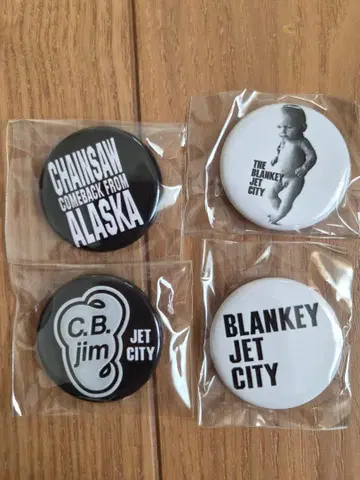 CHAINSAW
COMEBACK FROM
ALASKA
THE
BLANKEY
JET
CITY
C.B.
jim
JET
CITY
BLANKEY
JET
CITY